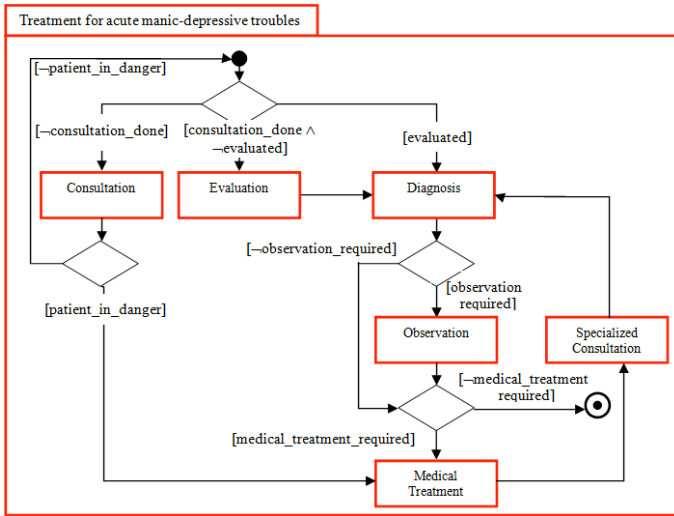 Treatment for acute manic-depressive troubles
[¬patient_in_danger]
[¬consultation_done]
[consultation_done ∧
¬evaluated]
[evaluated]
Consultation
Evaluation
Diagnosis
[¬observation_required]
[patient_in_danger]
[observation
required]
Observation
Specialized
Consultation
[¬medical_treatment
required]
[medical_treatment_required]
Medical
Treatment